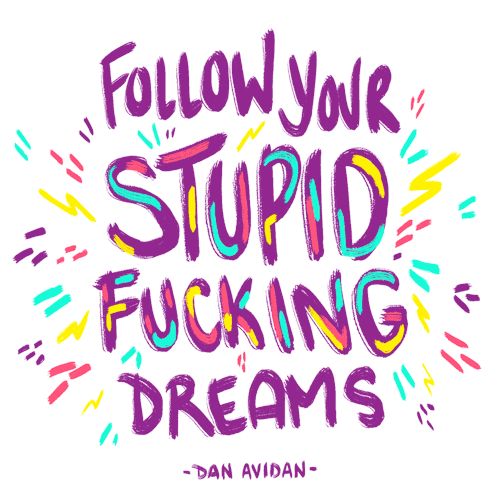 FOLLOW YOUR
STUPID
FUCKING
DREAMS
-DAN AVIDAN-